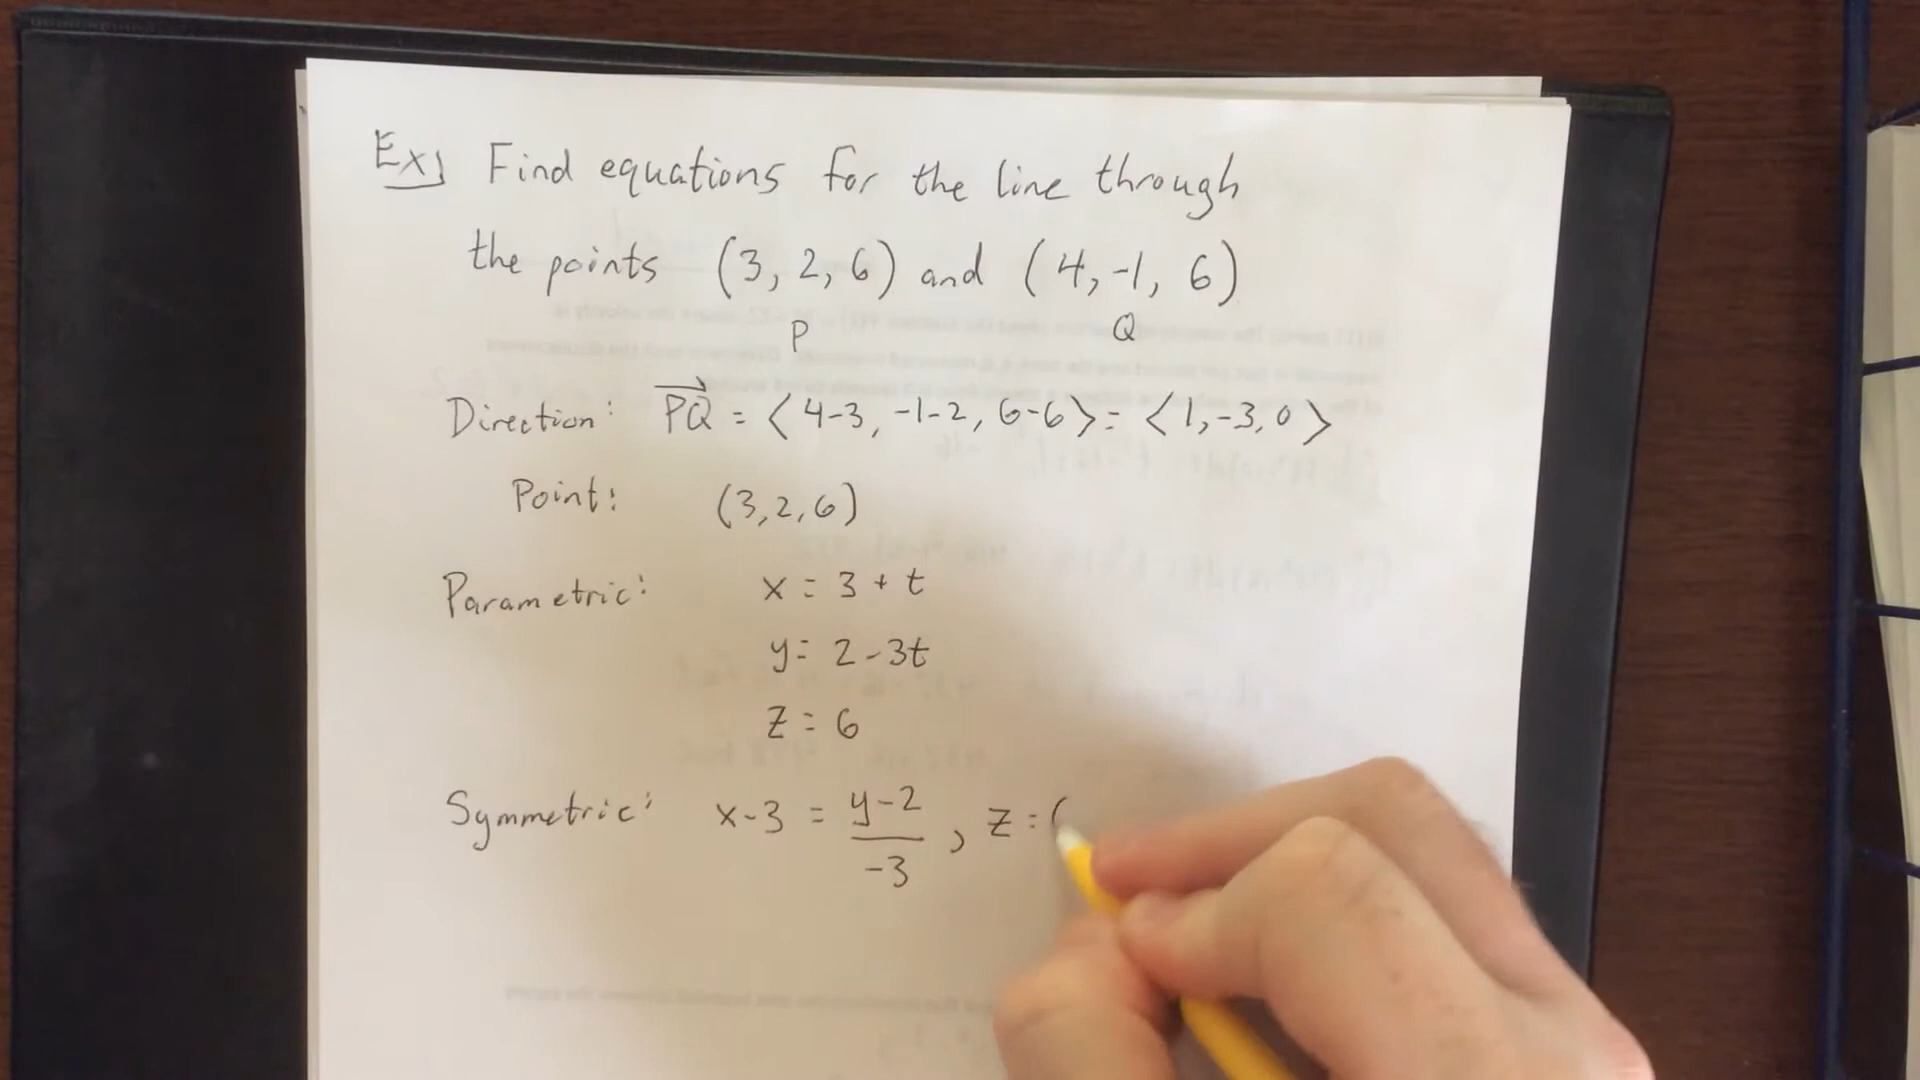 Ex) Find equations for the line through
the points (3, 2, 6) and (4, -1, 6)
P Q
Direction: PQ = ⟨4-3, -1-2, 6-6⟩ = ⟨1, -3, 0⟩
Point: (3, 2, 6)
Parametric: x = 3 + t
y = 2 - 3t
z = 6
Symmetric: x-3 = y-2
-3
, z =